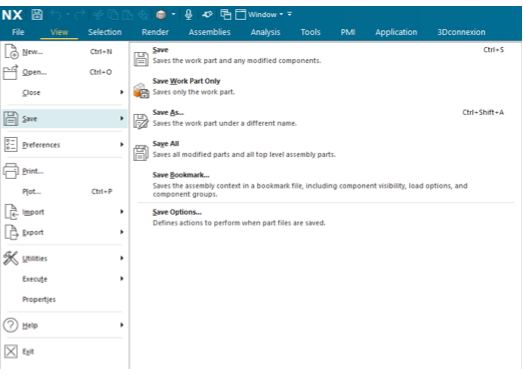 NX Window
File View Selection Render Assemblies Analysis Tools PMI Application 3Dconnexion
New... Ctrl+N
Open... Ctrl+O
Close
Save
Preferences
Print...
Plot... Ctrl+P
Import
Export
Utilities
Execute
Properties
Help
Exit
Save Ctrl+S
Saves the work part and any modified components.
Save Work Part Only
Saves only the work part.
Save As... Ctrl+Shift+A
Saves the work part under a different name.
Save All
Saves all modified parts and all top level assembly parts.
Save Bookmark...
Saves the assembly context in a bookmark file, including component visibility, load options, and
component groups.
Save Options...
Defines actions to perform when part files are saved.